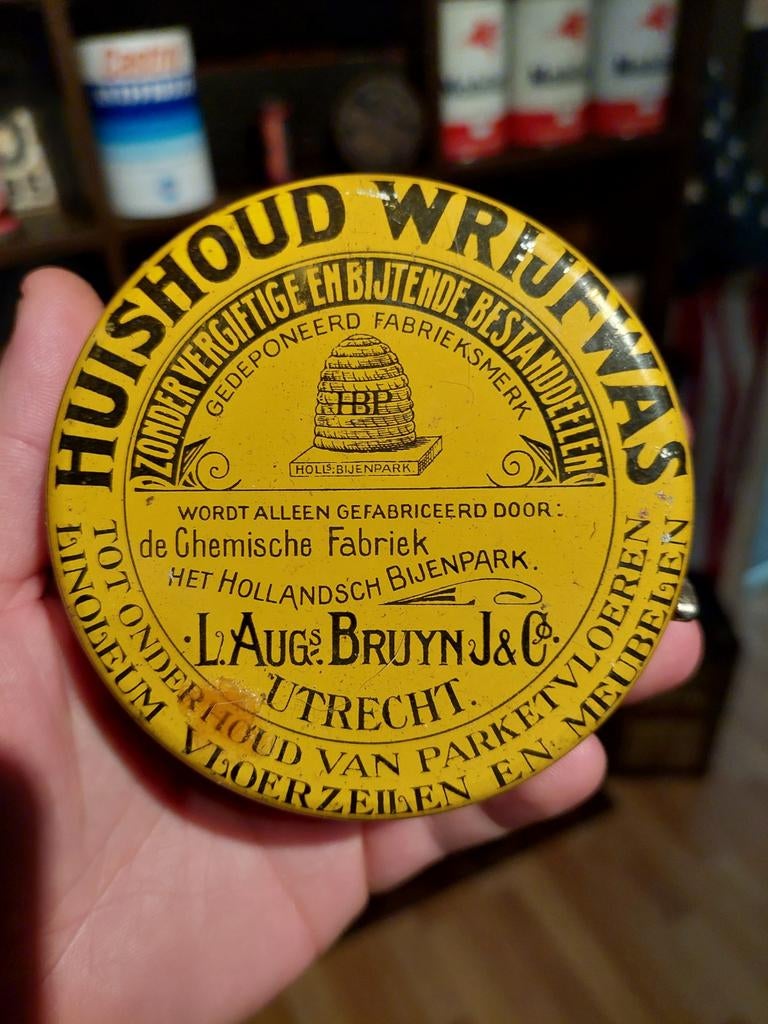 HUISHOUD WRIJFWAS
ZONDER VERGIFTIGE EN BIJTENDE BESTANDDEELEN
GEDEPONEERD FABRIEKSMERK
HBP
HOLLS: BIJENPARK
WORDT ALLEEN GEFABRICEERD DOOR:
de Chemische Fabriek
HET HOLLANDSCH BIJENPARK.
·L. AUGS. BRUYN J & Co.·
UTRECHT.
TOT ONDERHOUD VAN PARKETVLOEREN
LINOLEUM VLOERZEILEN EN MEUBELEN